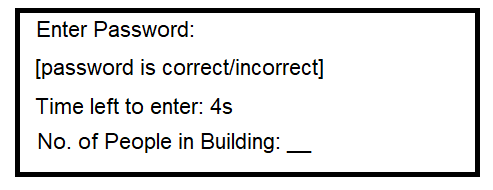 Enter Password:
[password is correct/incorrect]
Time left to enter: 4s
No. of People in Building: __